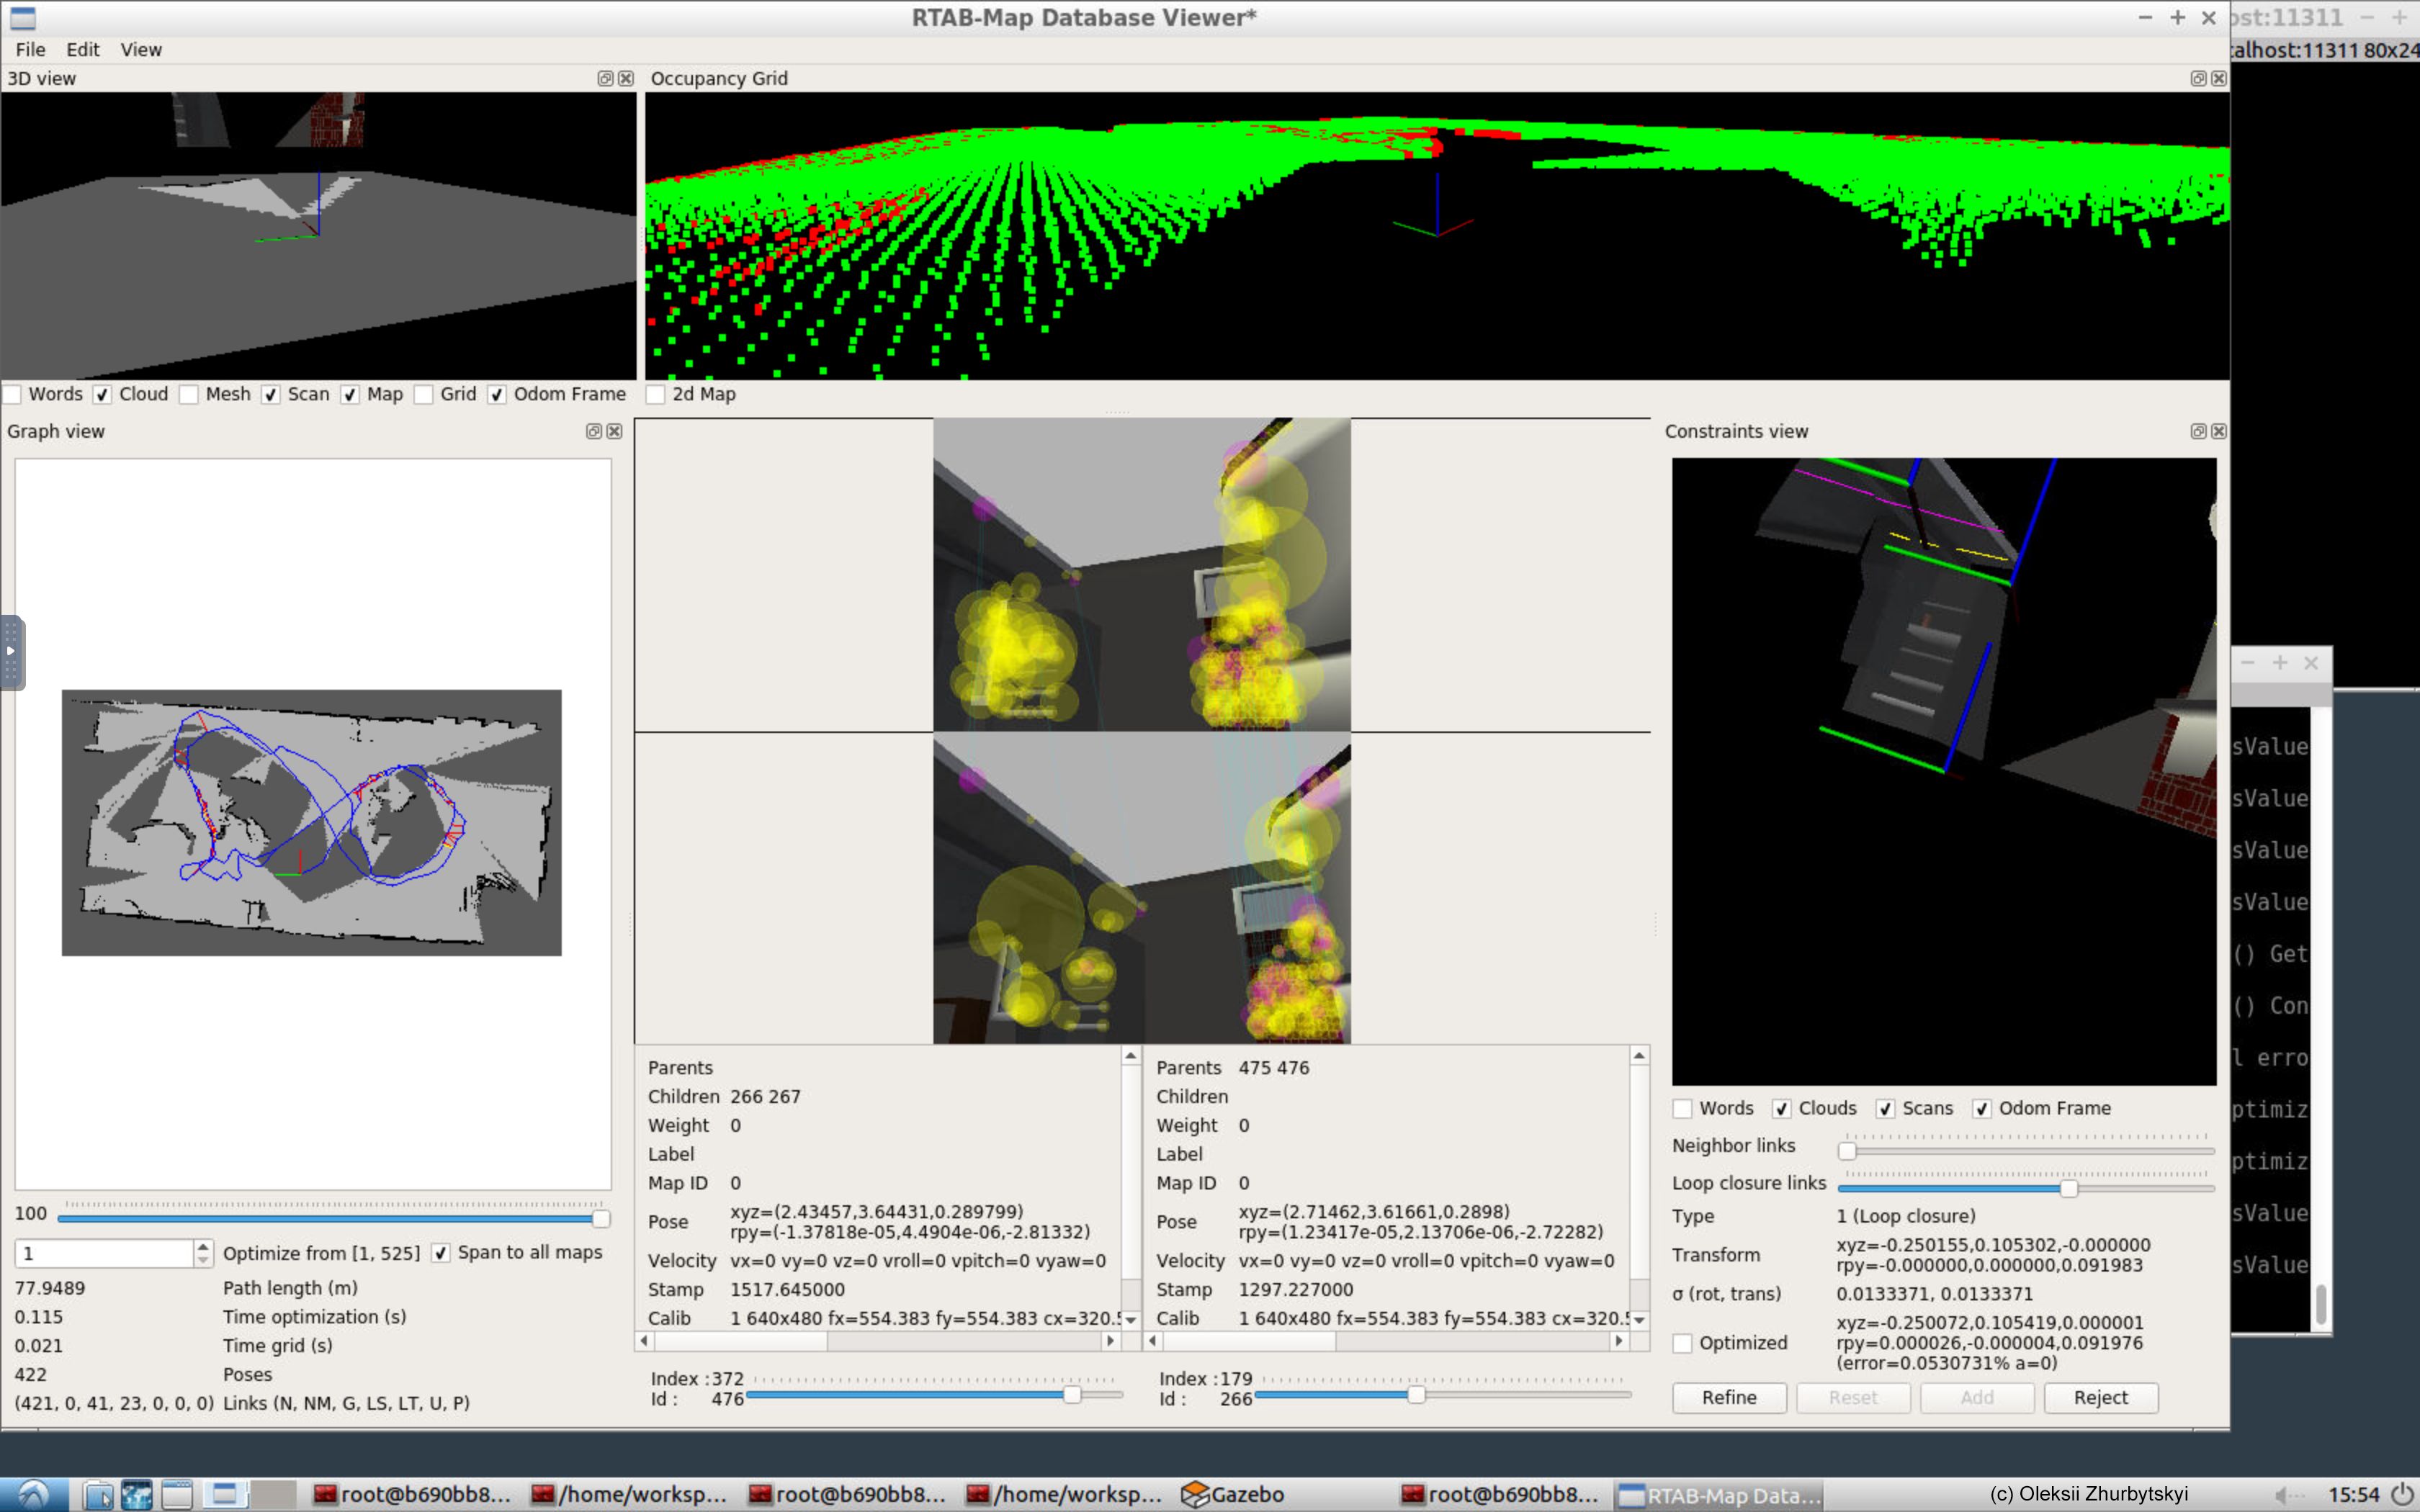 RTAB-Map Database Viewer*
ost:11311
File Edit View
alhost:11311 80x24
3D view
Occupancy Grid
Words Cloud Mesh Scan Map Grid Odom Frame
2d Map
Graph view
Constraints view
100
1 Optimize from [1, 525] Span to all maps
77.9489 Path length (m)
0.115 Time optimization (s)
0.021 Time grid (s)
422 Poses
(421, 0, 41, 23, 0, 0, 0) Links (N, NM, G, LS, LT, U, P)
Parents
Children 266 267
Weight 0
Label
Map ID 0
Pose xyz=(2.43457,3.64431,0.289799)
rpy=(-1.37818e-05,4.4904e-06,-2.81332)
Velocity vx=0 vy=0 vz=0 vroll=0 vpitch=0 vyaw=0
Stamp 1517.645000
Calib 1 640x480 fx=554.383 fy=554.383 cx=320.5
Index :372
Id : 476
Parents 475 476
Children
Weight 0
Label
Map ID 0
Pose xyz=(2.71462,3.61661,0.2898)
rpy=(1.23417e-05,2.13706e-06,-2.72282)
Velocity vx=0 vy=0 vz=0 vroll=0 vpitch=0 vyaw=0
Stamp 1297.227000
Calib 1 640x480 fx=554.383 fy=554.383 cx=320.5
Index :179
Id : 266
Words Clouds Scans Odom Frame
Neighbor links
Loop closure links
Type 1 (Loop closure)
Transform xyz=-0.250155,0.105302,-0.000000
rpy=-0.000000,0.000000,0.091983
σ (rot, trans) 0.0133371, 0.0133371
Optimized xyz=-0.250072,0.105419,0.000001
rpy=0.000026,-0.000004,0.091976
(error=0.0530731% a=0)
Refine Reset Add Reject
sValue
sValue
sValue
sValue
() Get
() Con
l erro
ptimiz
ptimiz
sValue
sValue
root@b690bb8... /home/worksp... root@b690bb8... /home/worksp... Gazebo root@b690bb8... RTAB-Map Data... (c) Oleksii Zhurbytskyi 15:54